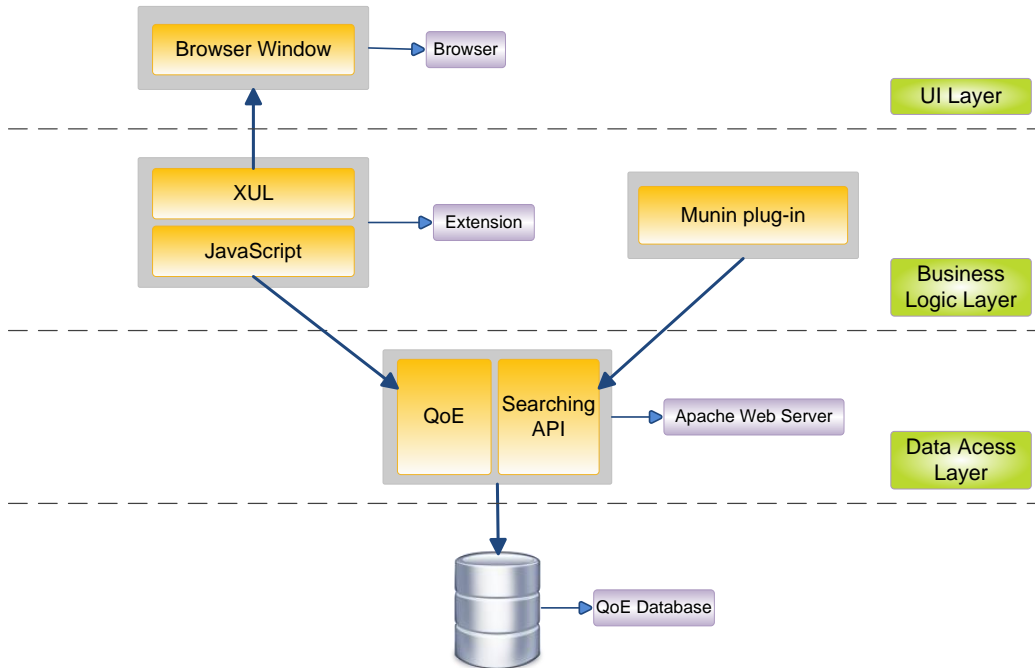 Browser Window
Browser
UI Layer
XUL
JavaScript
Extension
Munin plug-in
Business
Logic Layer
QoE
Searching
API
Apache Web Server
Data Acess
Layer
QoE Database